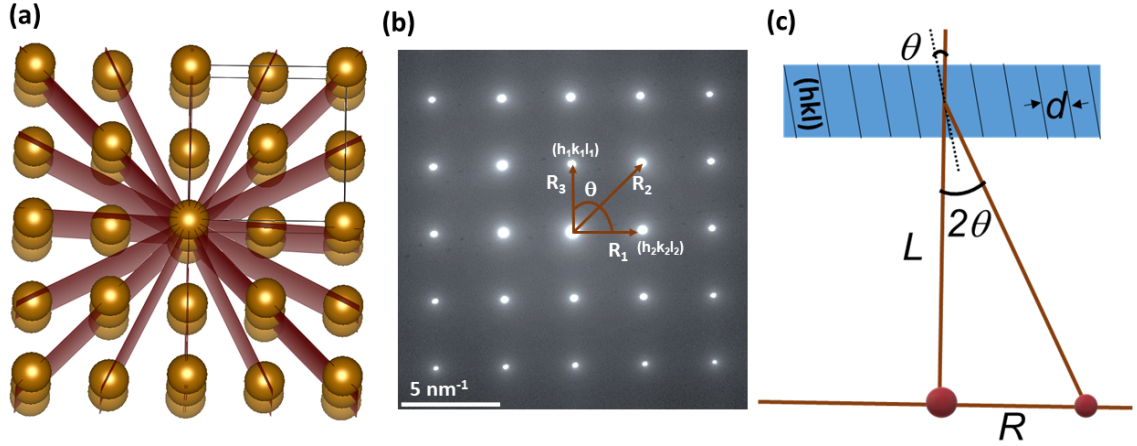 (a)
(b)
(c)
(h₁k₁l₁)
R₃
θ
R₂
R₁
(h₂k₂l₂)
5 nm⁻¹
θ
(hkl)
d
2θ
L
R